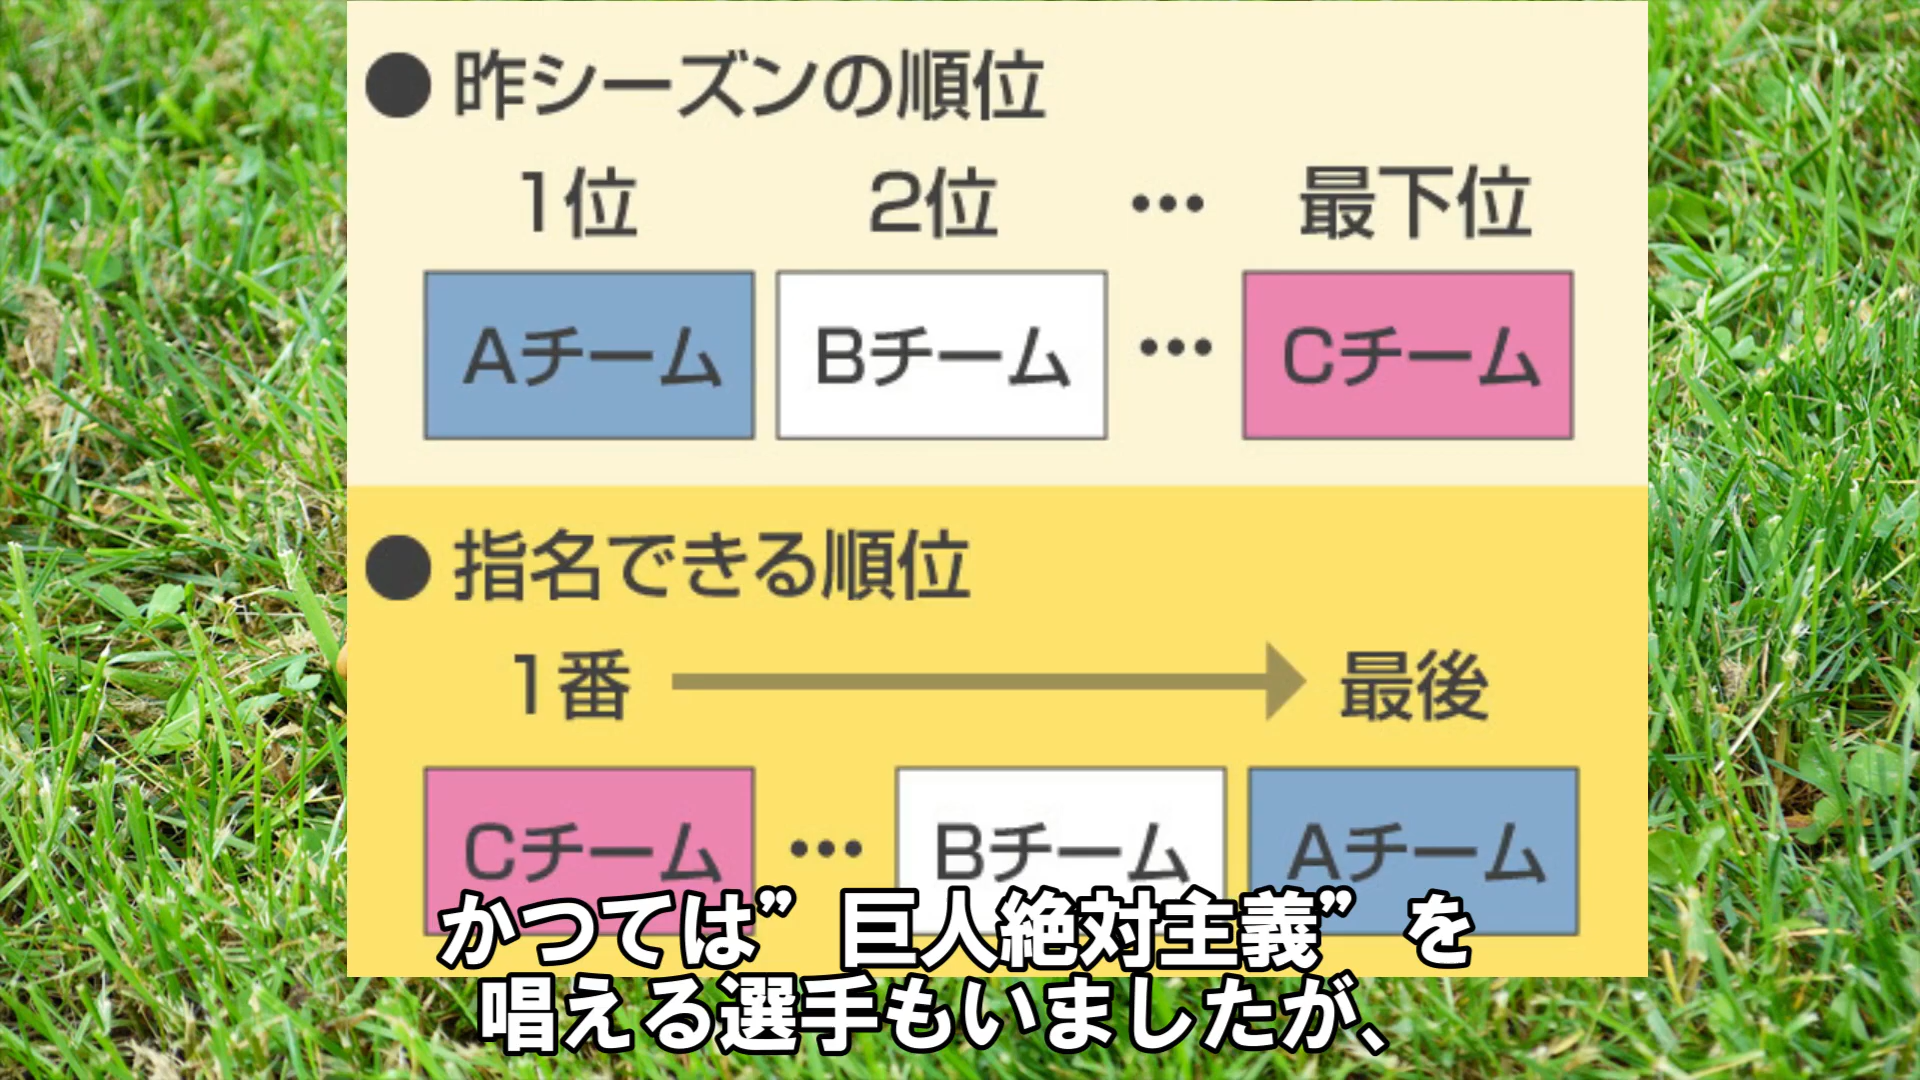 ●昨シーズンの順位
1位 2位 … 最下位
Aチーム Bチーム … Cチーム
●指名できる順位
1番 → 最後
Cチーム … Bチーム Aチーム
かつては”巨人絶対主義”を
唱える選手もいましたが、